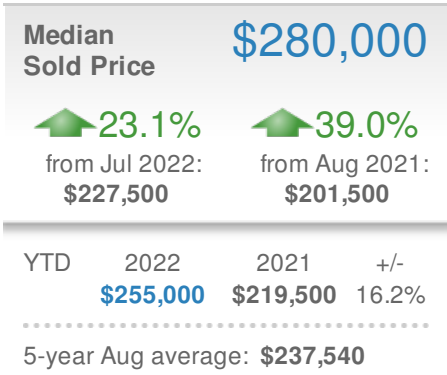 Median Sold Price $280,000
23.1% 39.0%
from Jul 2022: from Aug 2021:
$227,500 $201,500
YTD 2022 2021 +/-
$255,000 $219,500 16.2%
5-year Aug average: $237,540